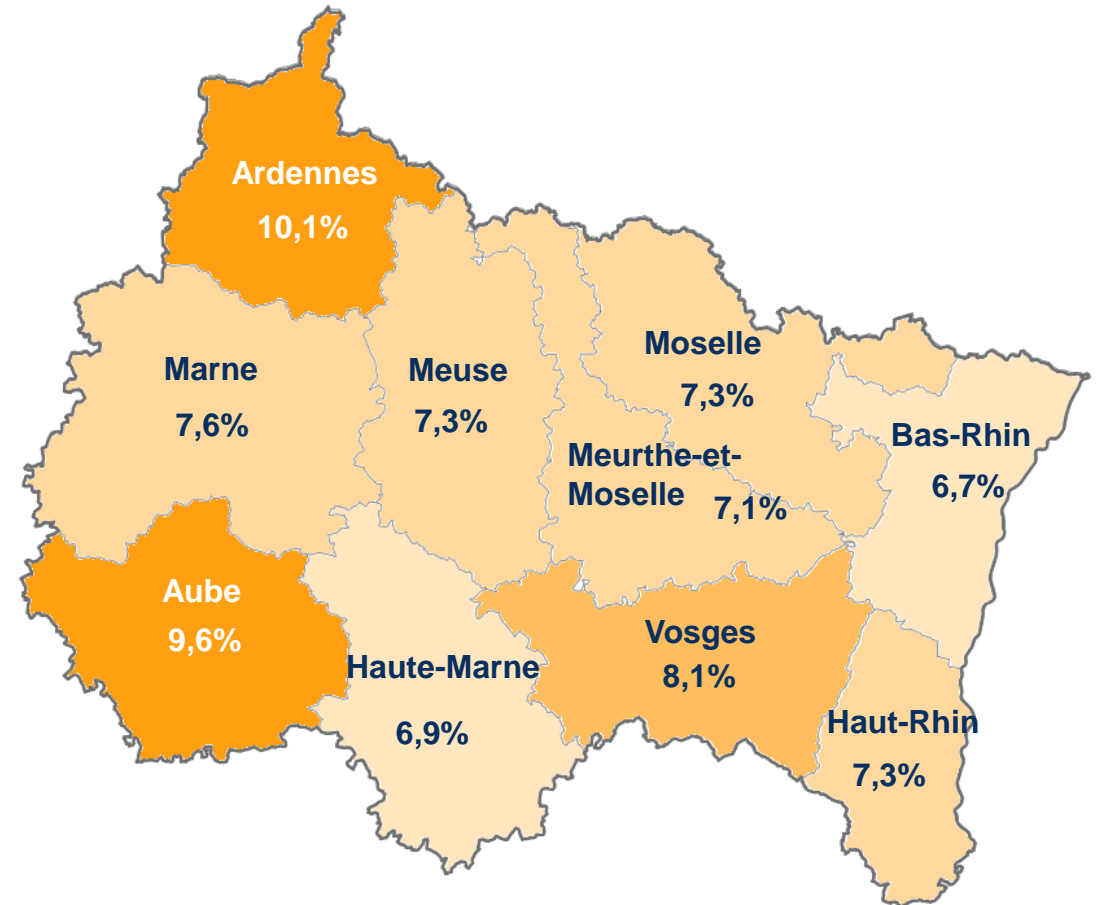 Ardennes
10,1%
Marne
7,6%
Meuse
7,3%
Moselle
7,3%
Meurthe-et-
Moselle 7,1%
Bas-Rhin
6,7%
Aube
9,6%
Haute-Marne
6,9%
Vosges
8,1%
Haut-Rhin
7,3%